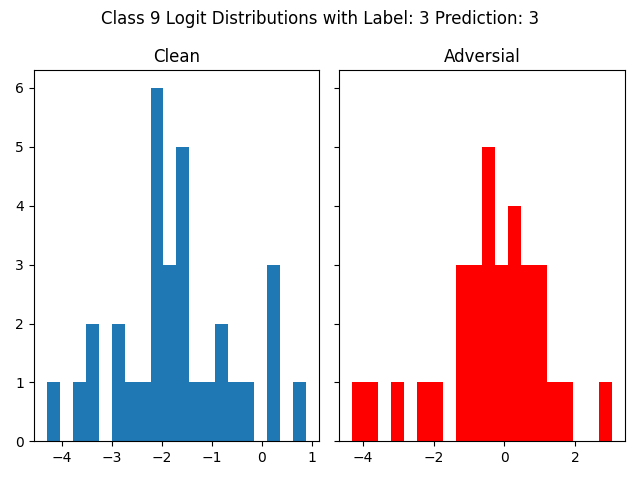 Class 9 Logit Distributions with Label: 3 Prediction: 3
Clean
Adversial
6
5
4
3
2
1
0
−4 −3 −2 −1 0 1
−4 −2 0 2